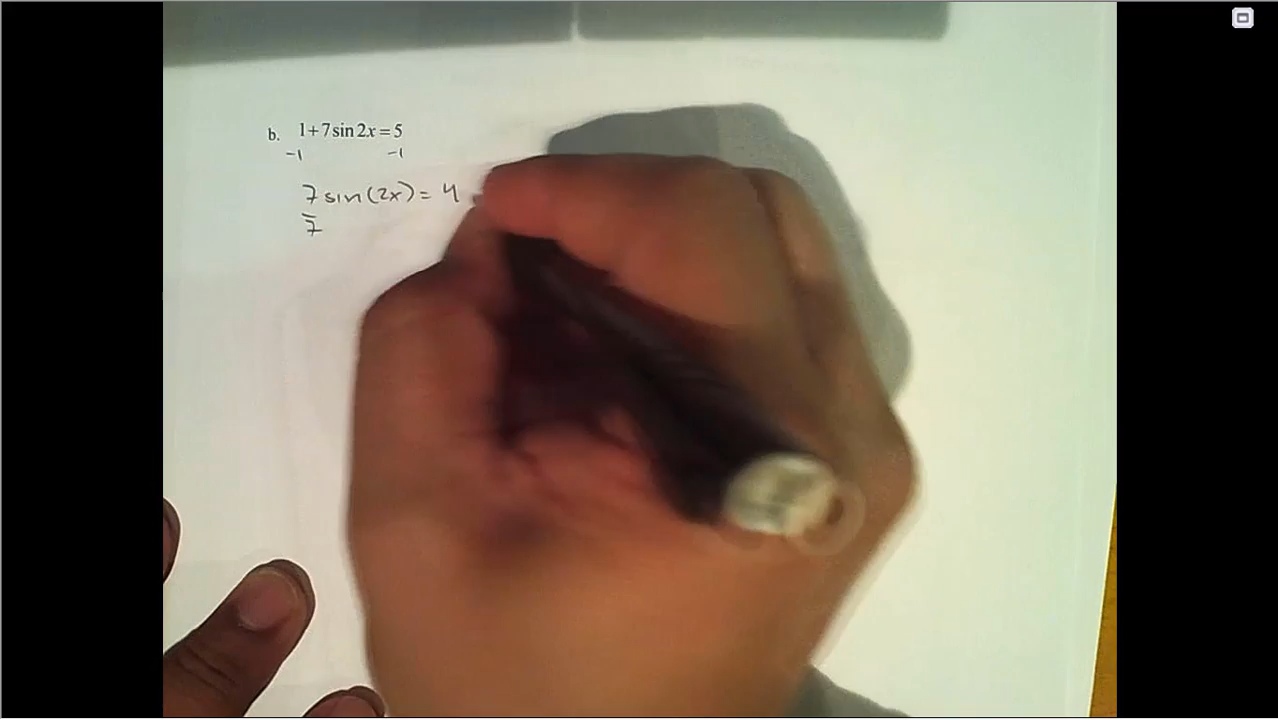 b. 1+7sin2x=5
-1 -1
7sin(2x)=4
7